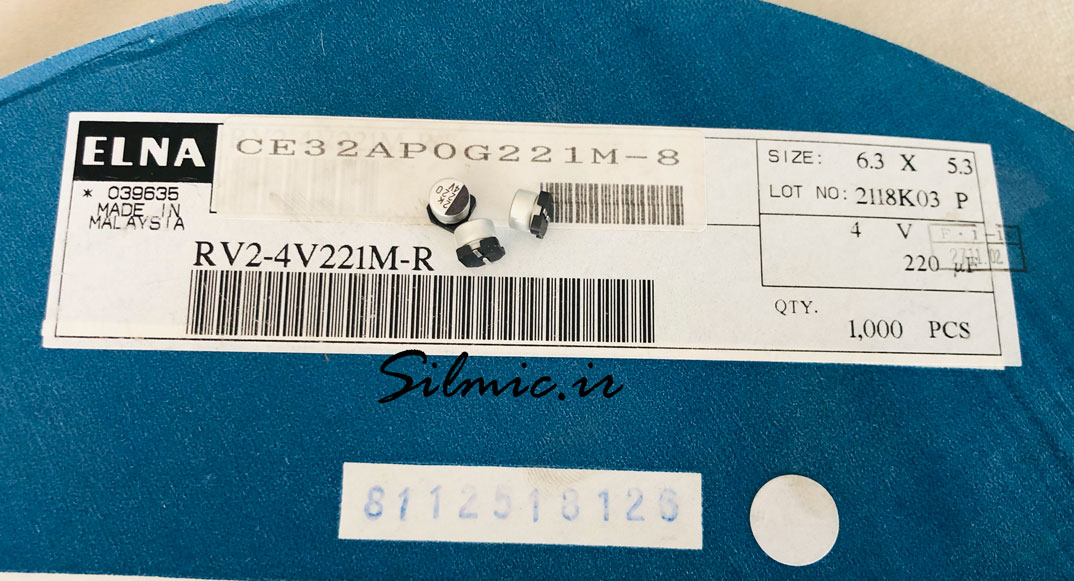 ELNA
* 039635
MADE IN
MALAYSIA
CE32AP0G221M-8
RV2-4V221M-R
SIZE: 6.3 X 5.3
LOT NO: 2118K03 P
4 V
220 µF
QTY.
1,000 PCS
Silmic.ir
8112518126